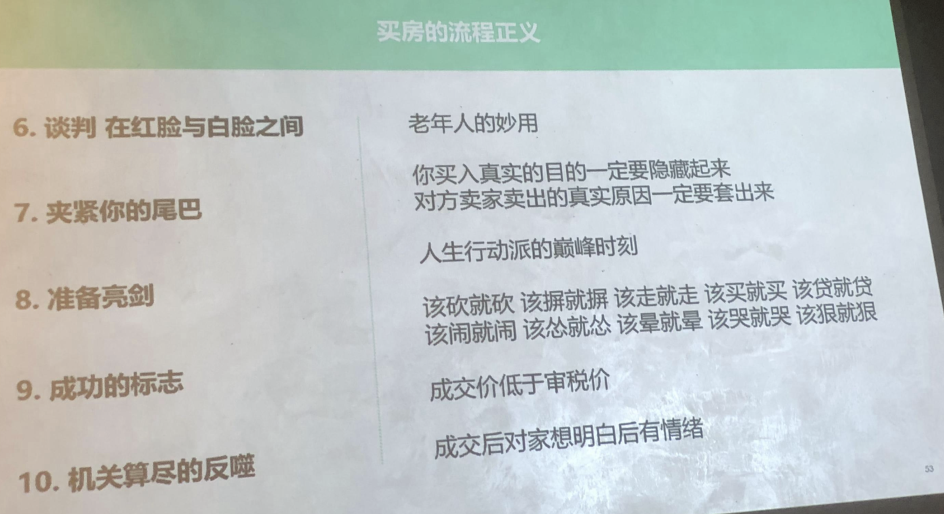 买房的流程正义
6. 谈判 在红脸与白脸之间
老年人的妙用
你买入真实的目的一定要隐藏起来
对方卖家卖出的真实原因一定要套出来
7. 夹紧你的尾巴
人生行动派的巅峰时刻
8. 准备亮剑
该砍就砍 该摒就摒 该走就走 该买就买 该贷就贷
该闹就闹 该怂就怂 该晕就晕 该哭就哭 该狠就狠
9. 成功的标志
成交价低于审税价
10. 机关算尽的反噬
成交后对家想明白后有情绪
53